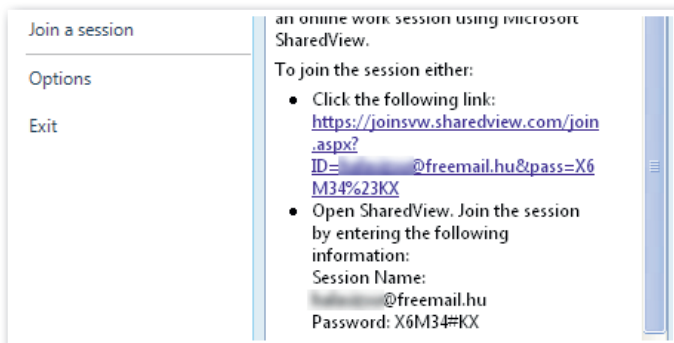 Join a session
Options
Exit
an online work session using Microsoft
SharedView.
To join the session either:
● Click the following link:
https://joinsvw.sharedview.com/join
.aspx?
ID= @freemail.hu&pass=X6
M34%23KX
● Open SharedView. Join the session
by entering the following
information:
Session Name:
@freemail.hu
Password: X6M34#KX